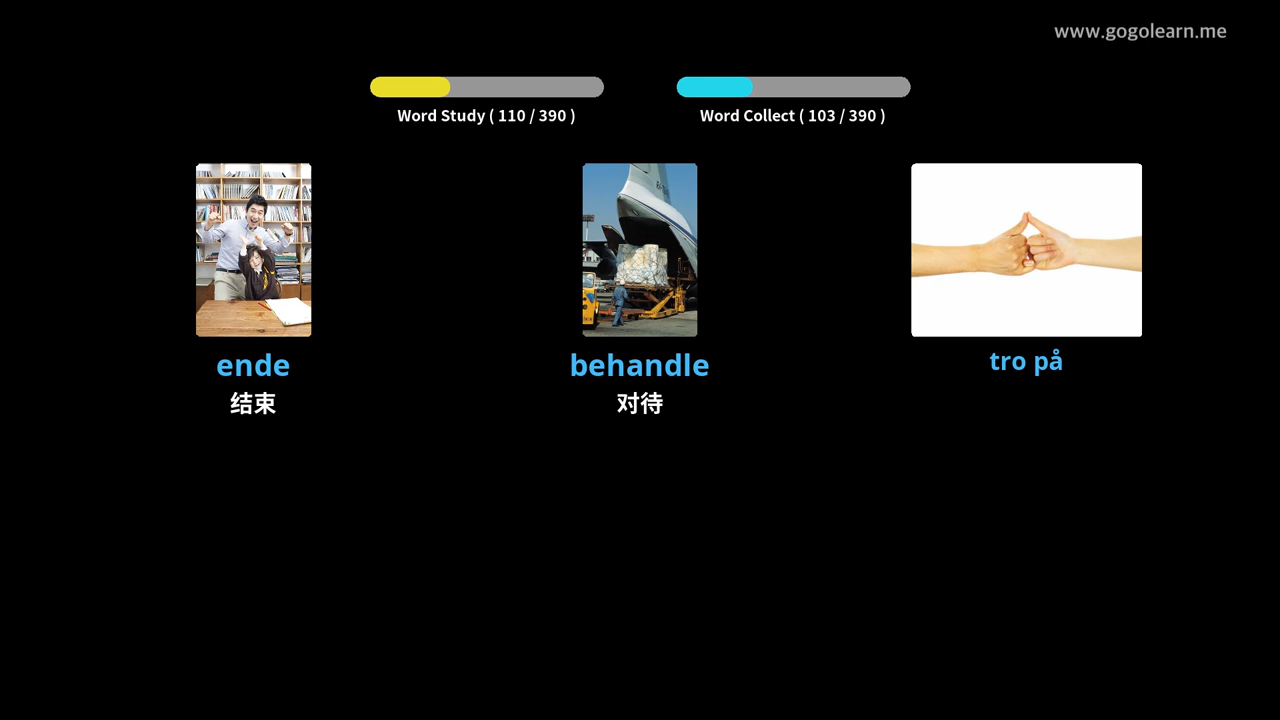 www.gogolearn.me
Word Study ( 110 / 390 )
Word Collect ( 103 / 390 )
ende
结束
behandle
对待
tro på